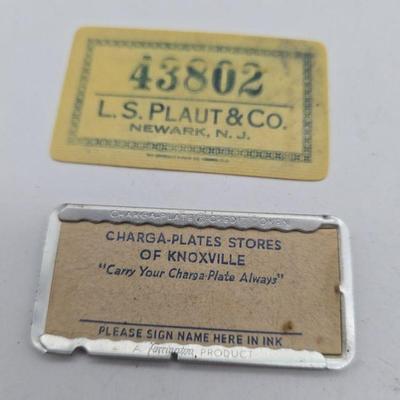 43802
L. S. PLAUT & CO.
NEWARK, N. J.
CHARGA-PLATE CREDIT TOKEN
CHARGA-PLATES STORES
OF KNOXVILLE
"Carry Your Charga-Plate Always"
PLEASE SIGN NAME HERE IN INK
A Farrington PRODUCT